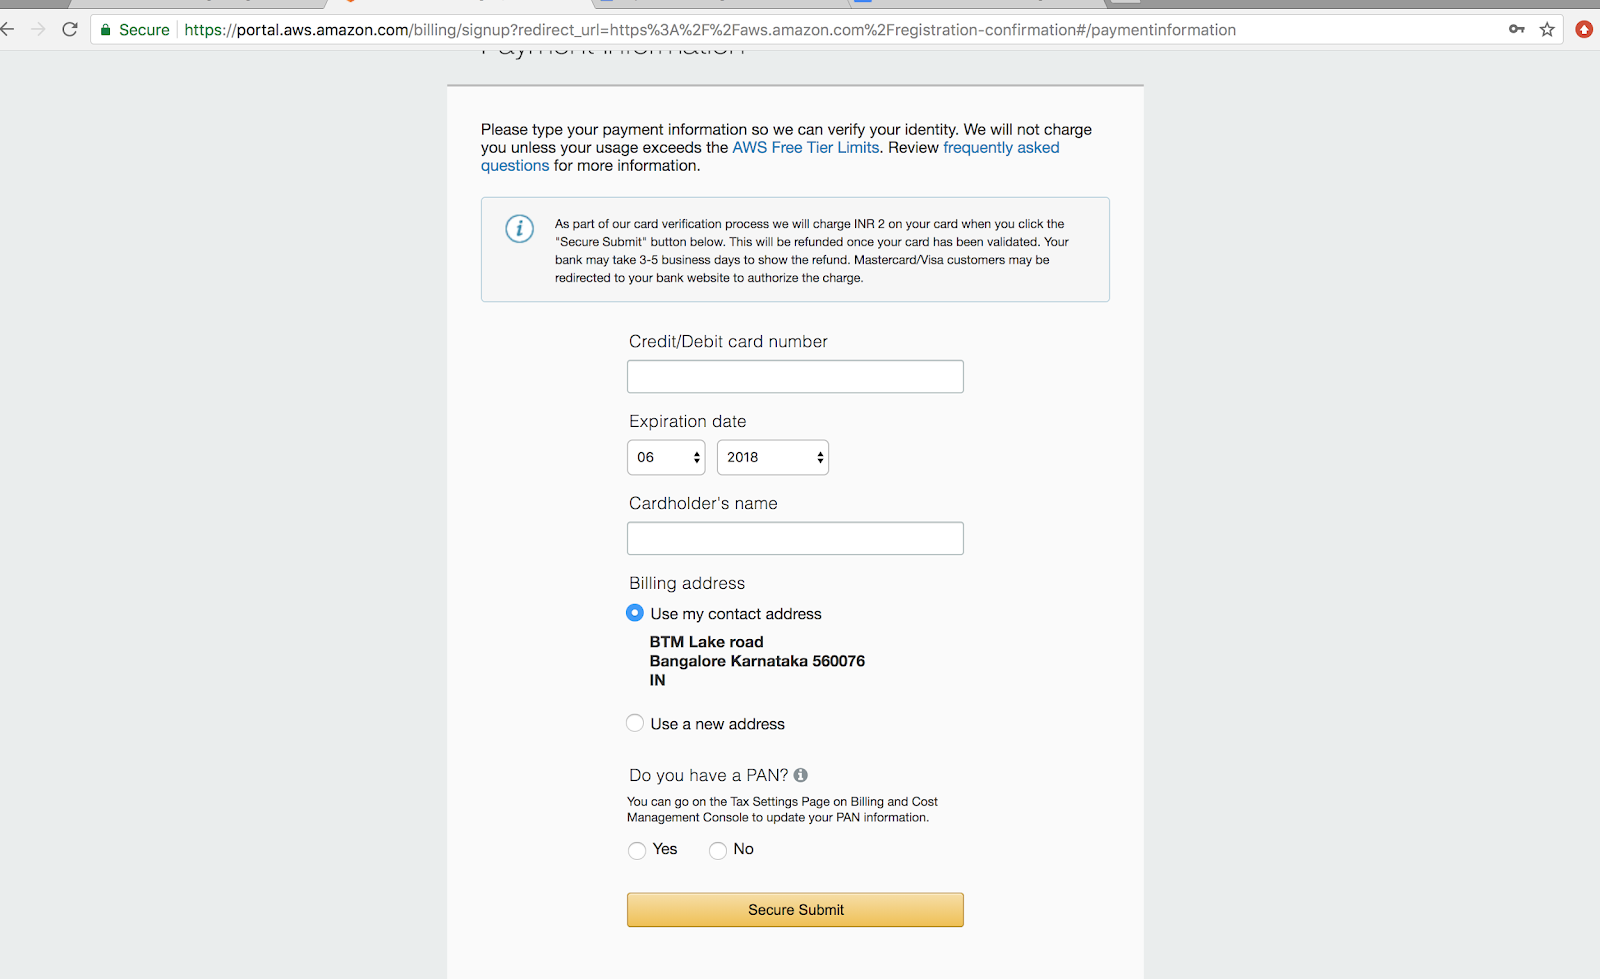 Secure https://portal.aws.amazon.com/billing/signup?redirect_url=https%3A%2F%2Faws.amazon.com%2Fregistration-confirmation#/paymentinformation
Payment Information
Please type your payment information so we can verify your identity. We will not charge
you unless your usage exceeds the AWS Free Tier Limits. Review frequently asked
questions for more information.
As part of our card verification process we will charge INR 2 on your card when you click the
"Secure Submit" button below. This will be refunded once your card has been validated. Your
bank may take 3-5 business days to show the refund. Mastercard/Visa customers may be
redirected to your bank website to authorize the charge.
Credit/Debit card number
Expiration date
06 2018
Cardholder's name
Billing address
Use my contact address
BTM Lake road
Bangalore Karnataka 560076
IN
Use a new address
Do you have a PAN?
You can go on the Tax Settings Page on Billing and Cost
Management Console to update your PAN information.
Yes No
Secure Submit